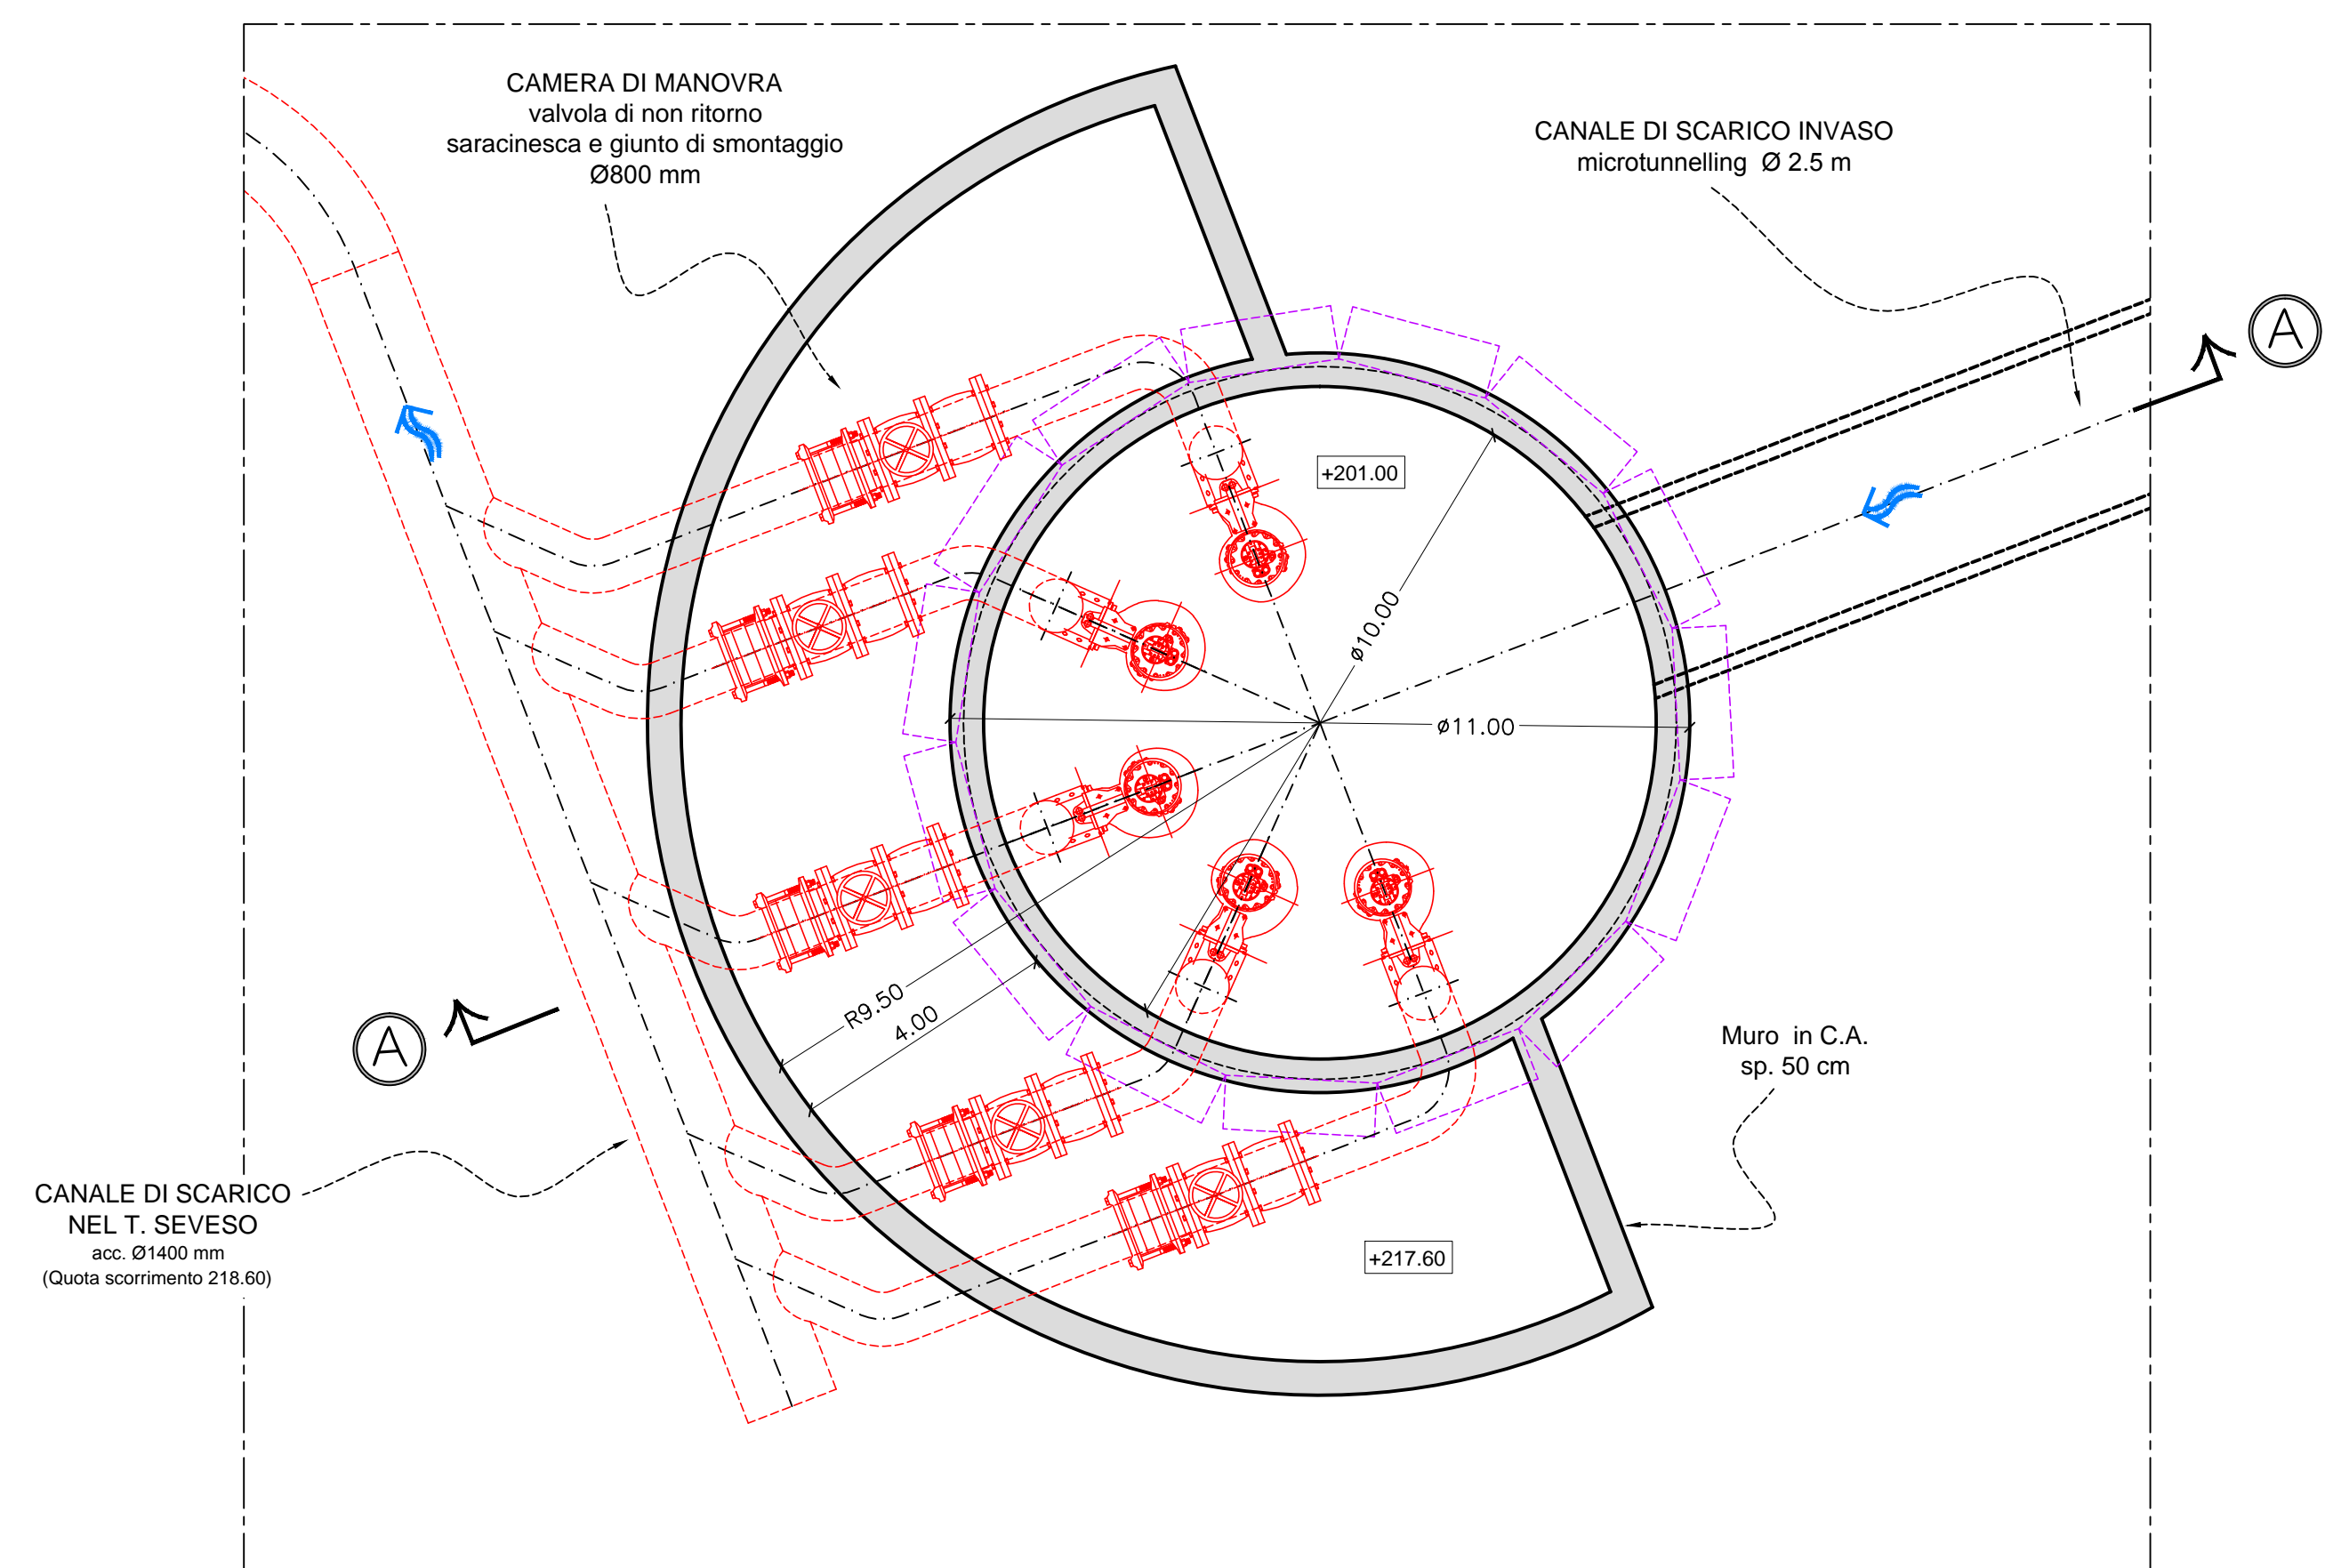 CAMERA DI MANOVRA
valvola di non ritorno
saracinesca e giunto di smontaggio
Ø800 mm
CANALE DI SCARICO INVASO
microtunnelling Ø 2.5 m
A
+201.00
ø10.00
ø11.00
R9.50
4.00
A
Muro in C.A.
sp. 50 cm
CANALE DI SCARICO
NEL T. SEVESO
acc. Ø1400 mm
(Quota scorrimento 218.60)
+217.60